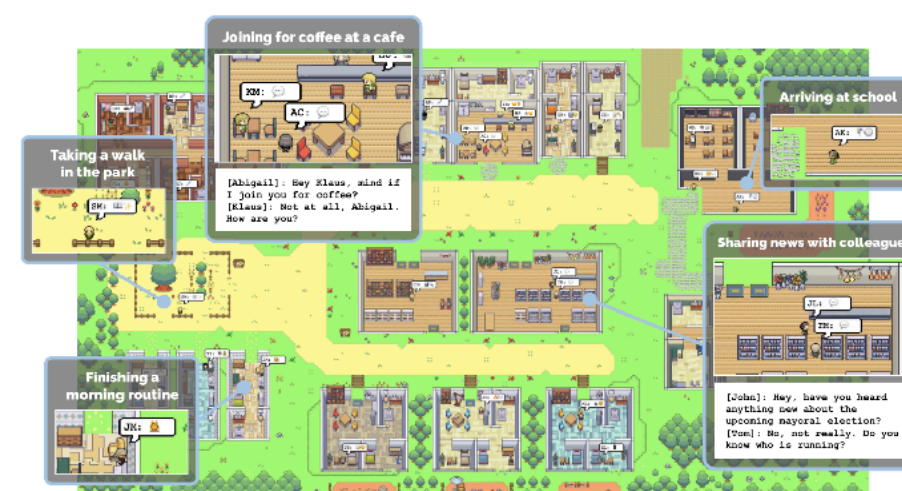 Joining for coffee at a cafe
KM:
AC:
[Abigail]: Hey Klaus, mind if
I join you for coffee?
[Klaus]: Not at all, Abigail.
How are you?
Taking a walk
in the park
SM:
Arriving at school
AK:
Sharing news with colleague
JL:
TM:
[John]: Hey, have you heard
anything new about the
upcoming mayoral election?
[Tom]: No, not really. Do you
know who is running?
Finishing a
morning routine
JM: